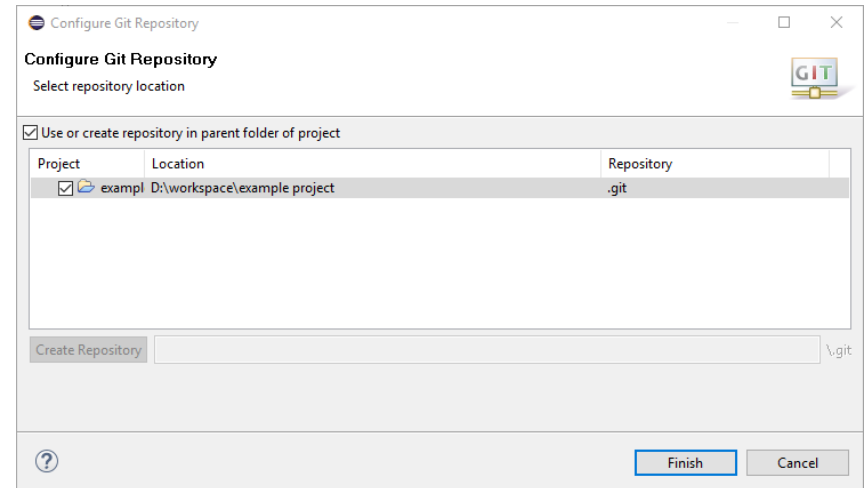 Configure Git Repository
Configure Git Repository
Select repository location
GIT
Use or create repository in parent folder of project
Project Location Repository
exampl D:\workspace\example project .git
Create Repository \.git
? Finish Cancel